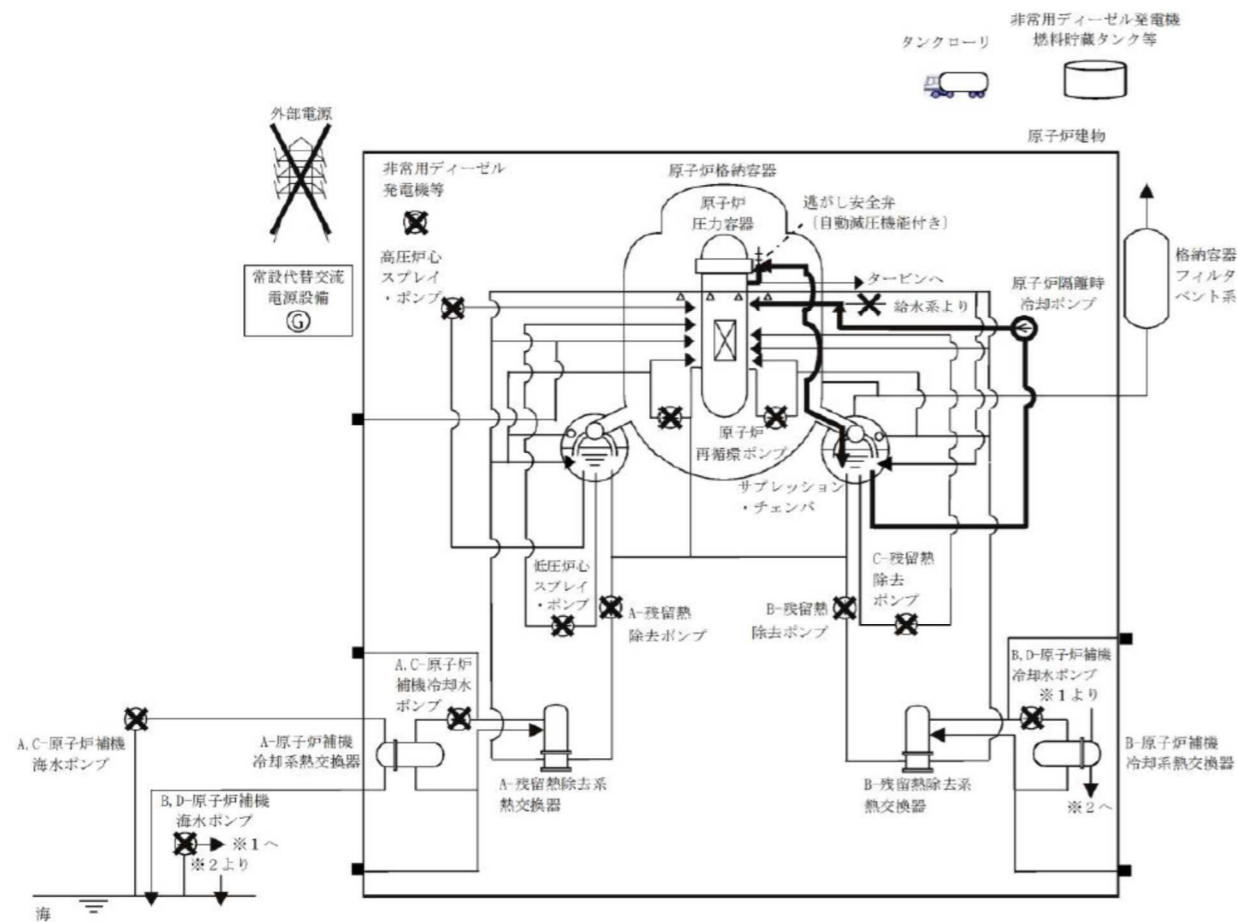 タンクローリ
非常用ディーゼル発電機
燃料貯蔵タンク等
外部電源
原子炉建物
非常用ディーゼル
発電機等
原子炉格納容器
原子炉
圧力容器
逃がし安全弁
(自動減圧機能付き)
高圧炉心
スプレイ
・ポンプ
常設代替交流
電源設備
G
タービンへ
給水系より
原子炉隔離時
冷却ポンプ
格納容器
フィルタ
ベント系
原子炉
再循環ポンプ
サプレッション
・チェンバ
低圧炉心
スプレイ
・ポンプ
A-残留熱
除去ポンプ
B-残留熱
除去ポンプ
C-残留熱
除去
ポンプ
A,C-原子炉
補機冷却水
ポンプ
B,D-原子炉補機
冷却水ポンプ
※1より
A,C-原子炉補機
海水ポンプ
A-原子炉補機
冷却系熱交換器
A-残留熱除去系
熱交換器
B-残留熱除去系
熱交換器
B-原子炉補機
冷却系熱交換器
※2へ
B,D-原子炉補機
海水ポンプ
※1へ
※2より
海